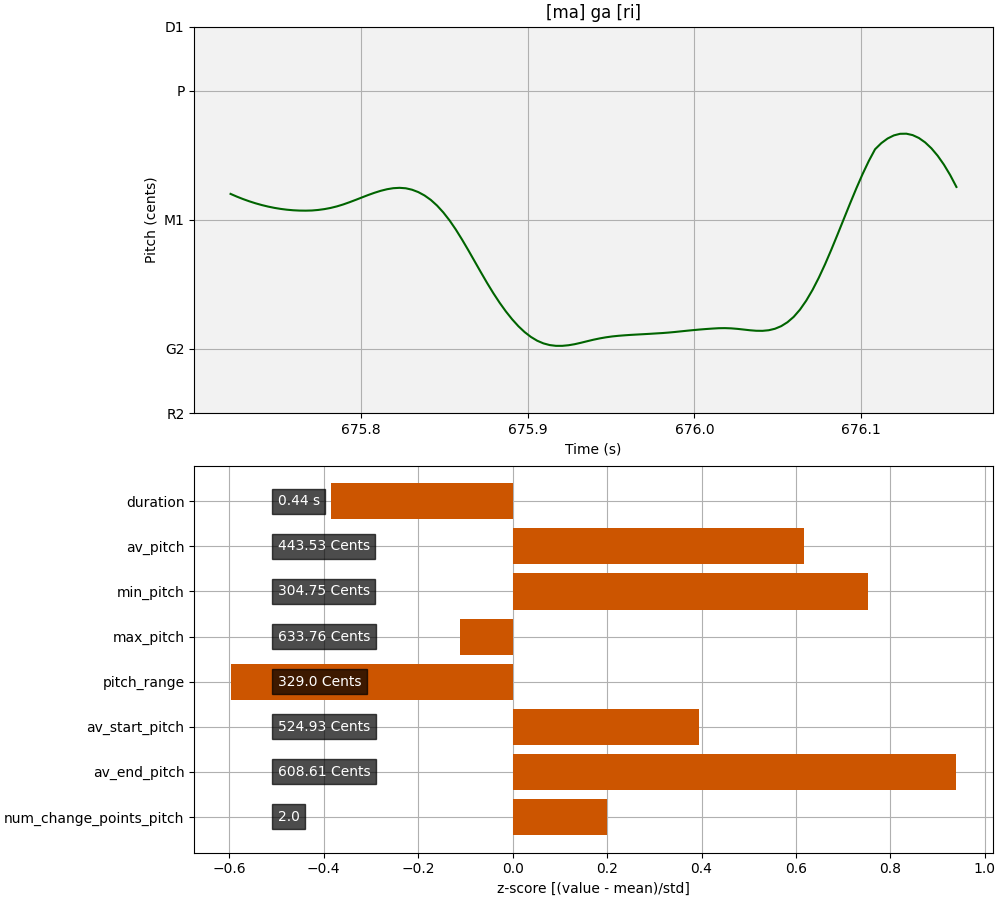 [ma] ga [ri]
D1
P
M1
G2
R2
Pitch (cents)
675.8 675.9 676.0 676.1
Time (s)
duration 0.44 s
av_pitch 443.53 Cents
min_pitch 304.75 Cents
max_pitch 633.76 Cents
pitch_range 329.0 Cents
av_start_pitch 524.93 Cents
av_end_pitch 608.61 Cents
num_change_points_pitch 2.0
−0.6 −0.4 −0.2 0.0 0.2 0.4 0.6 0.8 1.0
z-score [(value - mean)/std]